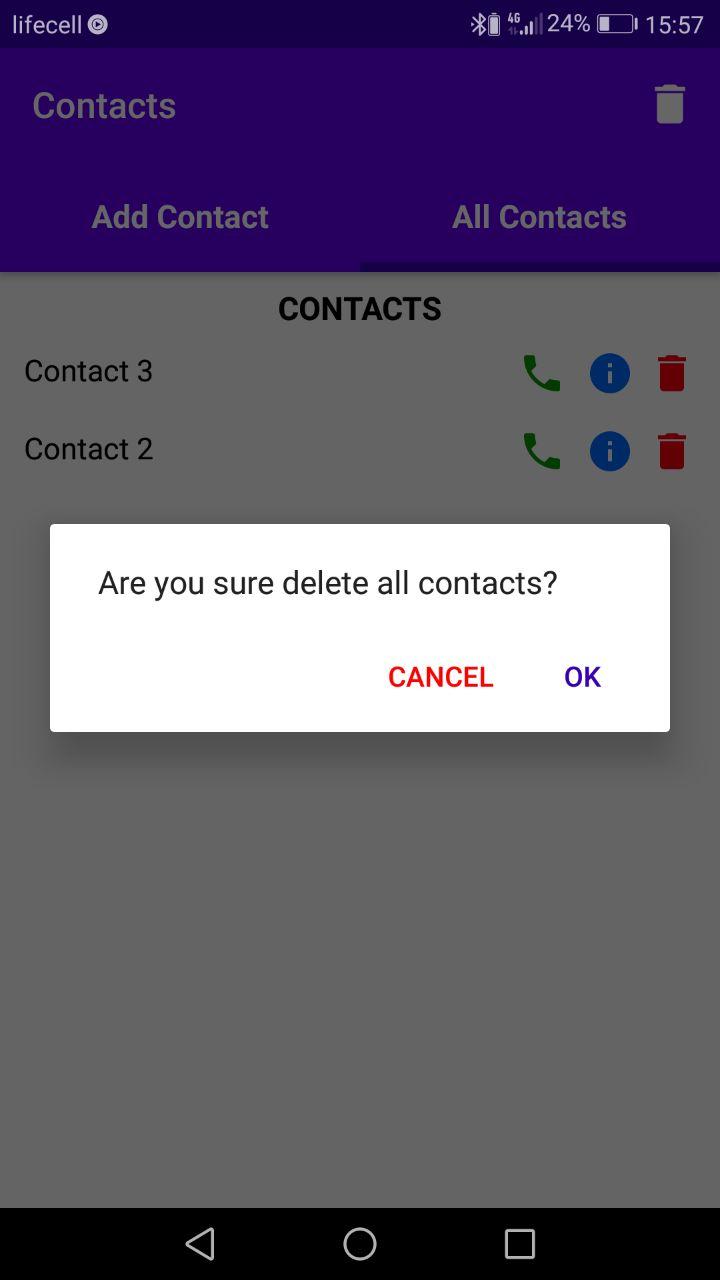 lifecell 4G 24% 15:57
Contacts
Add Contact All Contacts
CONTACTS
Contact 3
Contact 2
Are you sure delete all contacts?
CANCEL OK